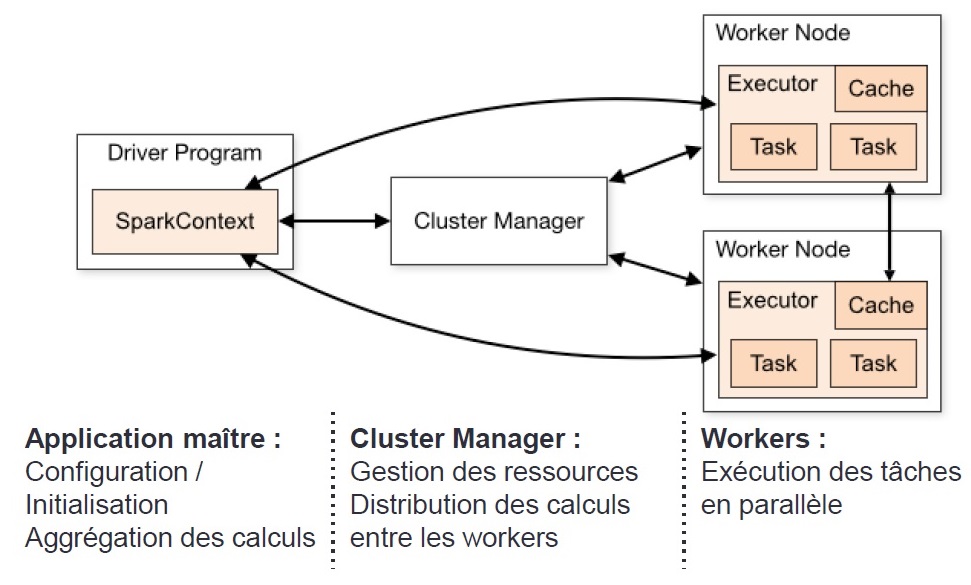 Driver Program
SparkContext
Cluster Manager
Worker Node
Executor
Cache
Task
Task
Worker Node
Executor
Cache
Task
Task
Application maître :
Configuration /
Initialisation
Aggrégation des calculs
Cluster Manager :
Gestion des ressources
Distribution des calculs
entre les workers
Workers :
Exécution des tâches
en parallèle